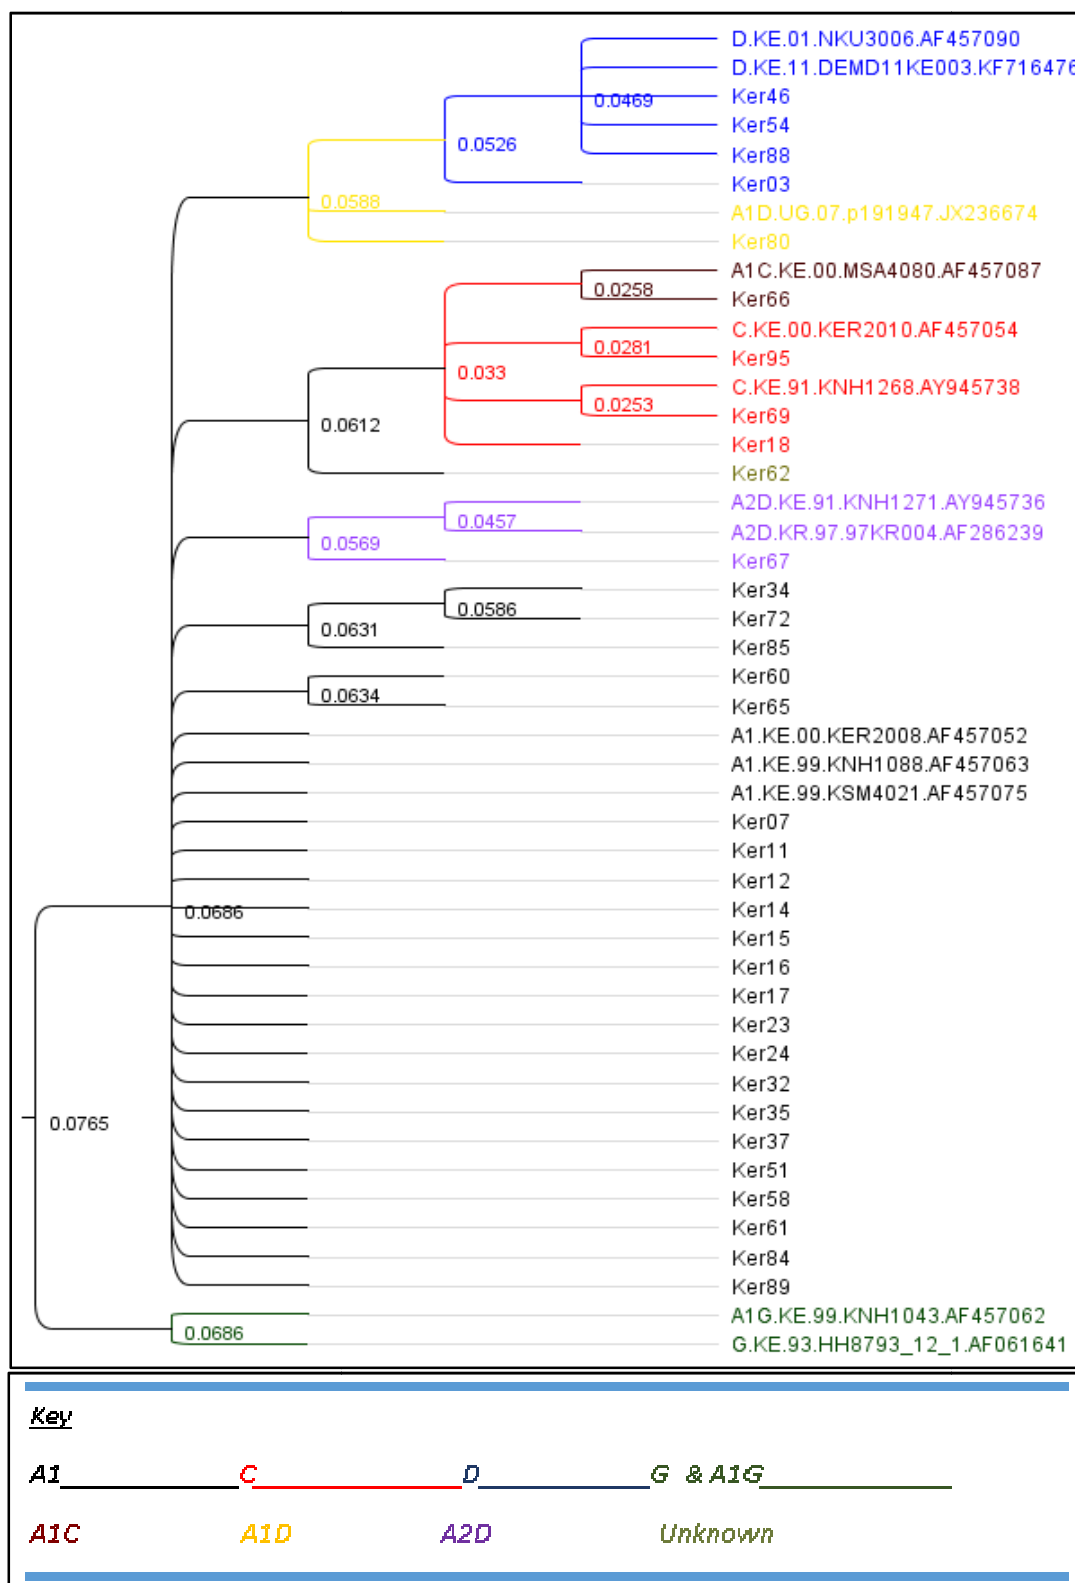 D.KE.01.NKU3006.AF457090
D.KE.11.DEMD11KE003.KF716476
0.0469
Ker46
Ker54
0.0526
Ker88
Ker03
0.0588
A1D.UG.07.p191947.JX236674
Ker80
A1C.KE.00.MSA4080.AF457087
0.0258
Ker66
C.KE.00.KER2010.AF457054
0.0281
Ker95
0.033
C.KE.91.KNH1268.AY945738
0.0253
Ker69
0.0612
Ker18
Ker62
A2D.KE.91.KNH1271.AY945736
0.0457
A2D.KR.97.97KR004.AF286239
0.0569
Ker67
Ker34
0.0586
Ker72
0.0631
Ker85
Ker60
0.0634
Ker65
A1.KE.00.KER2008.AF457052
A1.KE.99.KNH1088.AF457063
A1.KE.99.KSM4021.AF457075
Ker07
Ker11
Ker12
0.0686
Ker14
Ker15
Ker16
Ker17
Ker23
Ker24
Ker32
0.0765
Ker35
Ker37
Ker51
Ker58
Ker61
Ker84
Ker89
A1G.KE.99.KNH1043.AF457062
0.0686
G.KE.93.HH8793_12_1.AF061641
Key
A1 C D G & A1G
A1C A1D A2D Unknown